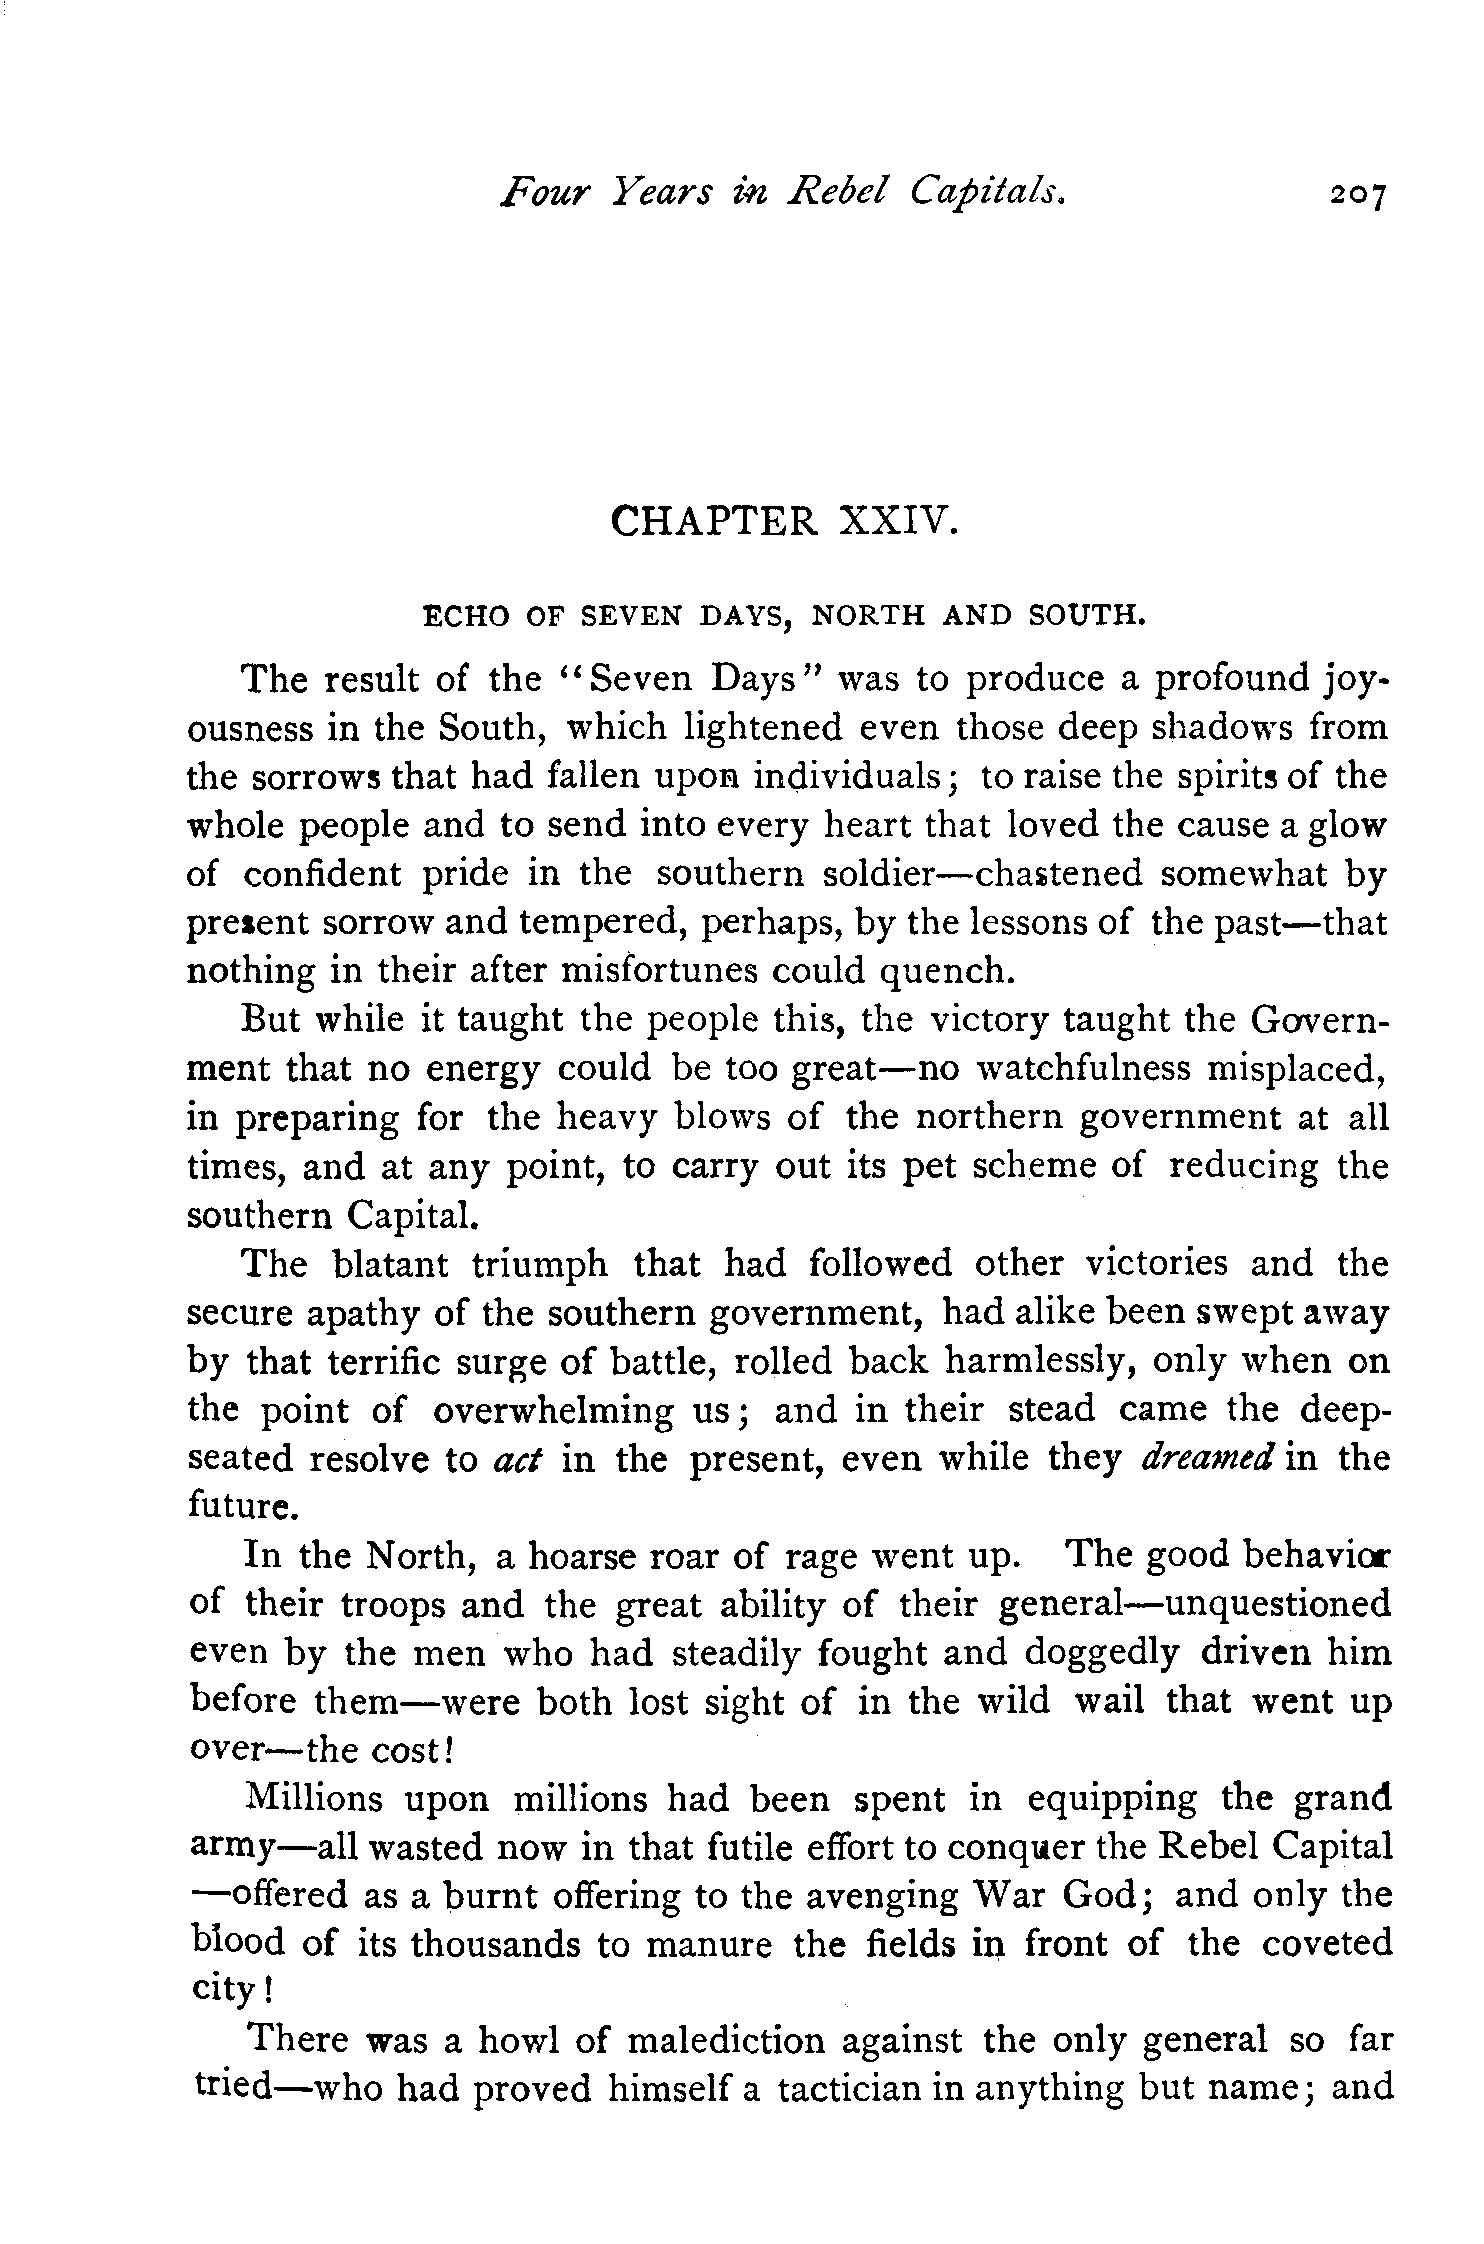 Four Years in Rebel Capitals. 207
CHAPTER XXIV.
ECHO OF SEVEN DAYS, NORTH AND SOUTH.
The result of the “Seven Days” was to produce a profound joy-
ousness in the South, which lightened even those deep shadows from
the sorrows that had fallen upon individuals; to raise the spirits of the
whole people and to send into every heart that loved the cause a glow
of confident pride in the southern soldier—chastened somewhat by
present sorrow and tempered, perhaps, by the lessons of the past—that
nothing in their after misfortunes could quench.
But while it taught the people this, the victory taught the Govern-
ment that no energy could be too great—no watchfulness misplaced,
in preparing for the heavy blows of the northern government at all
times, and at any point, to carry out its pet scheme of reducing the
southern Capital.
The blatant triumph that had followed other victories and the
secure apathy of the southern government, had alike been swept away
by that terrific surge of battle, rolled back harmlessly, only when on
the point of overwhelming us; and in their stead came the deep-
seated resolve to act in the present, even while they dreamed in the
future.
In the North, a hoarse roar of rage went up. The good behavior
of their troops and the great ability of their general—unquestioned
even by the men who had steadily fought and doggedly driven him
before them—were both lost sight of in the wild wail that went up
over—the cost!
Millions upon millions had been spent in equipping the grand
army—all wasted now in that futile effort to conquer the Rebel Capital
—offered as a burnt offering to the avenging War God; and only the
blood of its thousands to manure the fields in front of the coveted
city!
There was a howl of malediction against the only general so far
tried—who had proved himself a tactician in anything but name; and